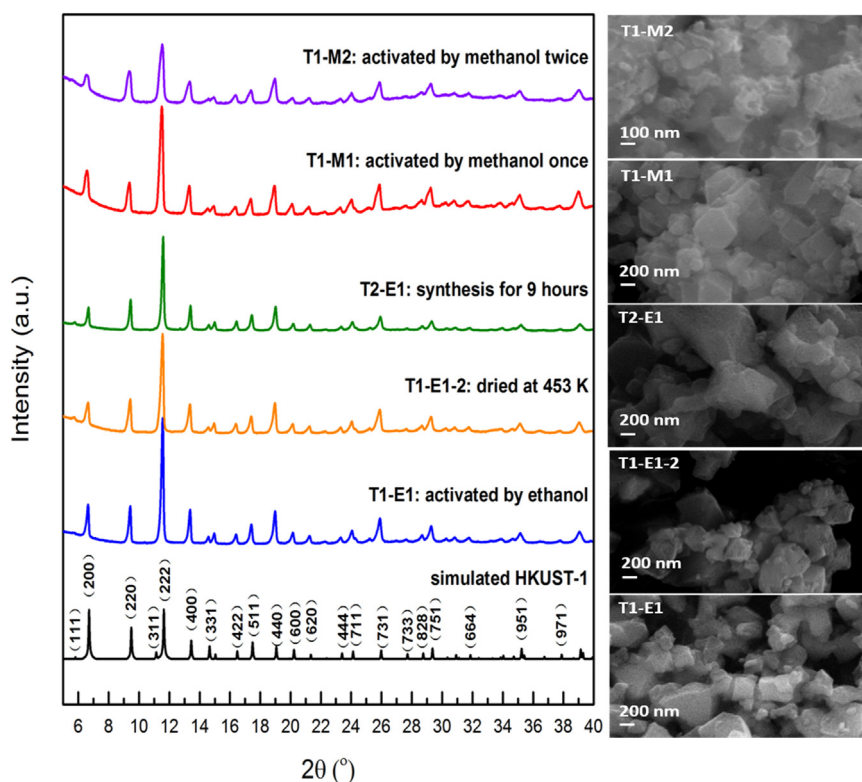 T1-M2: activated by methanol twice
T1-M1: activated by methanol once
T2-E1: synthesis for 9 hours
T1-E1-2: dried at 453 K
T1-E1: activated by ethanol
simulated HKUST-1
(111)
(200)
(220)
(311)
(222)
(400)
(331)
(422)
(511)
(440)
(600)
(620)
(444)
(711)
(731)
(733)
(828)
(751)
(664)
(951)
(971)
Intensity (a.u.)
6 8 10 12 14 16 18 20 22 24 26 28 30 32 34 36 38 40
2θ (°)
T1-M2
100 nm
T1-M1
200 nm
T2-E1
200 nm
T1-E1-2
200 nm
T1-E1
200 nm